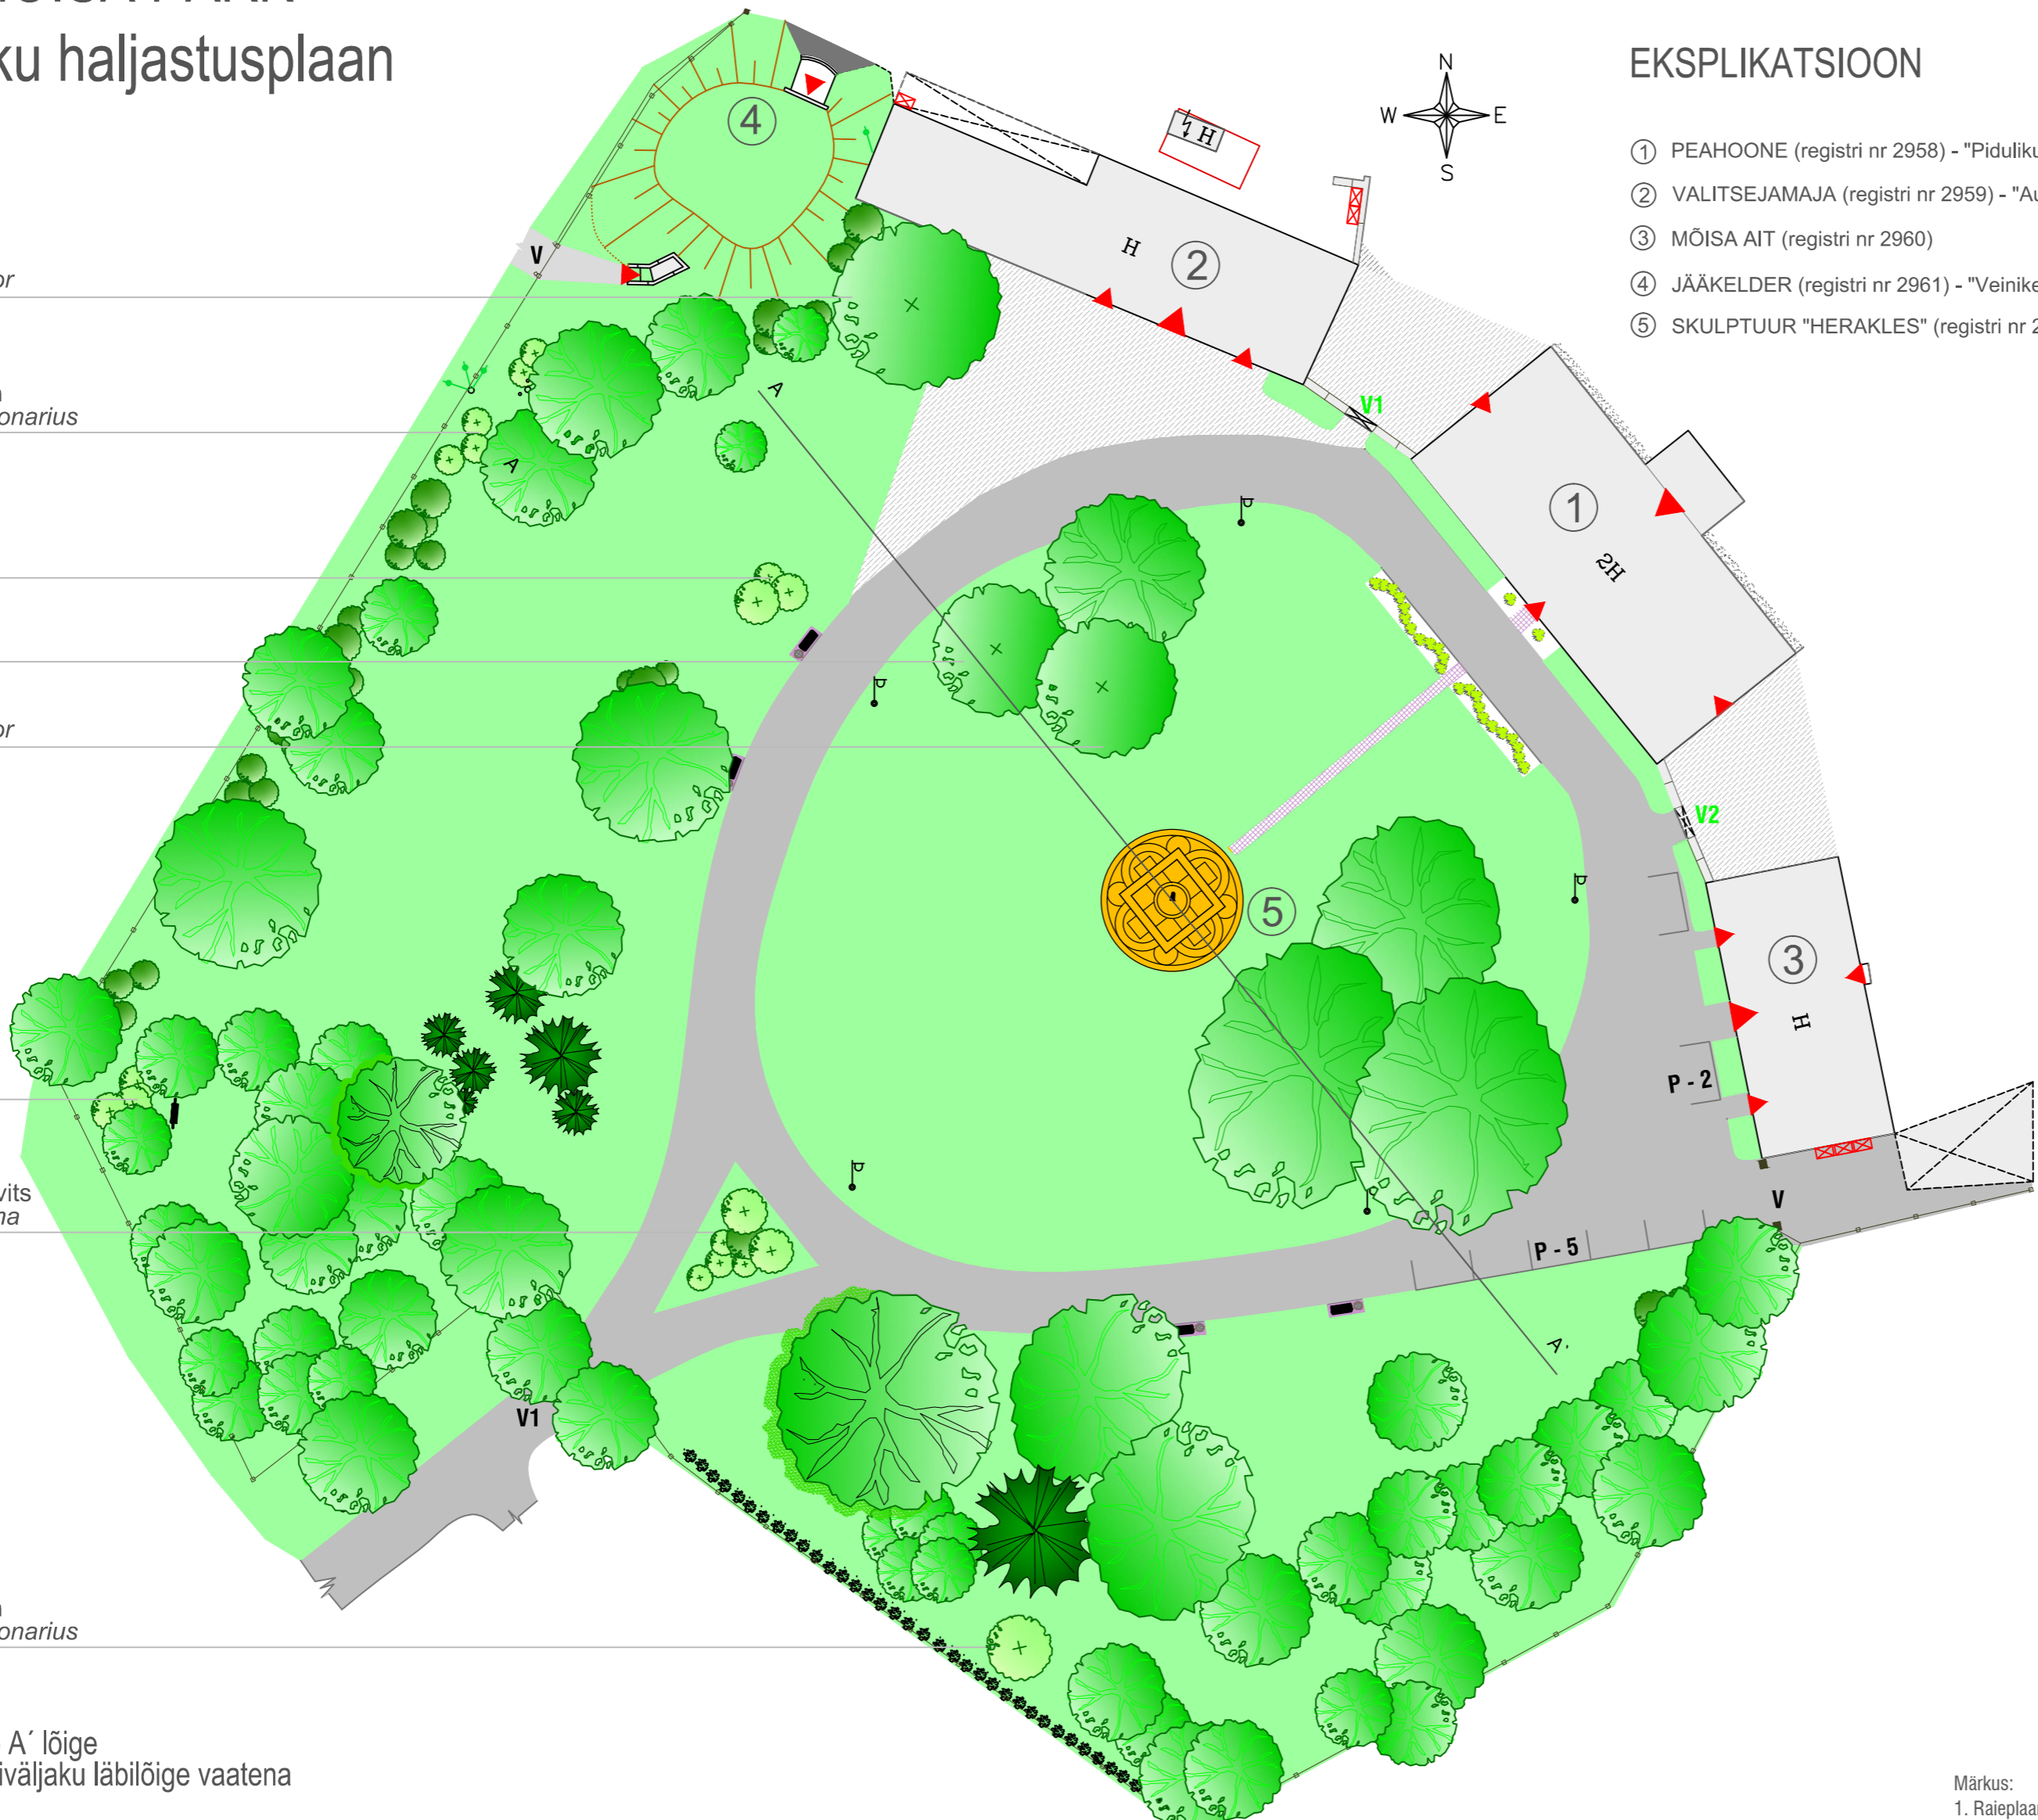 ku haljastusplaan
EKSPLIKATSIOON
① PEAHOONE (registri nr 2958) - "Piduliku
② VALITSEJAMAJA (registri nr 2959) - "Au
③ MÕISA AIT (registri nr 2960)
④ JÄÄKELDER (registri nr 2961) - "Veinike
⑤ SKULPTUUR "HERAKLES" (registri nr 2
N
W E
S
4
H
V
H
2
or
A
V1
onarius
A
1
2H
or
V2
5
3
H
P - 2
vits
na
V
P - 5
A'
V1
onarius
A´ lõige
iväljaku läbilõige vaatena
Märkus:
1. Raieplaan